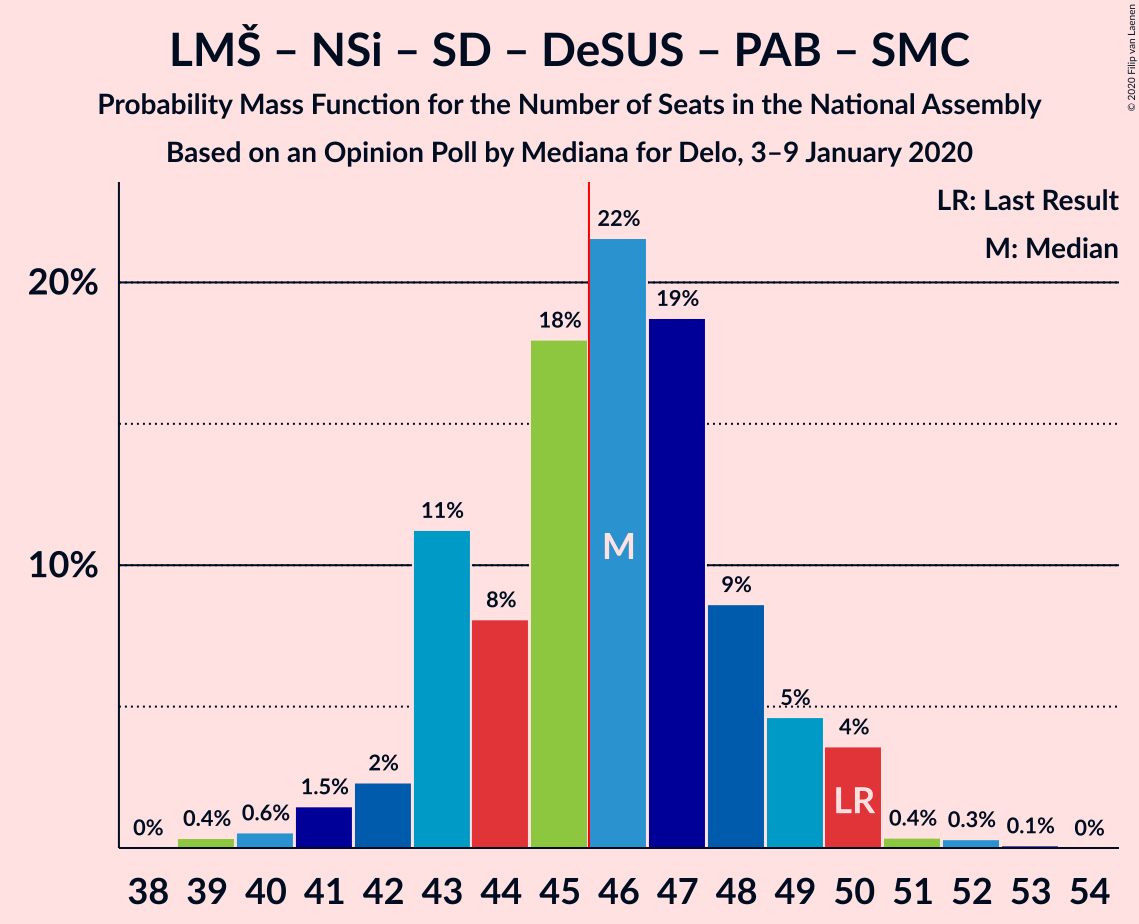 LMŠ – NSi – SD – DeSUS – PAB – SMC
Probability Mass Function for the Number of Seats in the National Assembly
Based on an Opinion Poll by Mediana for Delo, 3–9 January 2020
© 2020 Filip van Laenen
LR: Last Result
M: Median
20%
10%
0%
0.4%
0.6%
1.5%
2%
11%
8%
18%
22%
19%
9%
5%
4%
0.4%
0.3%
0.1%
0%
M
LR
38 39 40 41 42 43 44 45 46 47 48 49 50 51 52 53 54